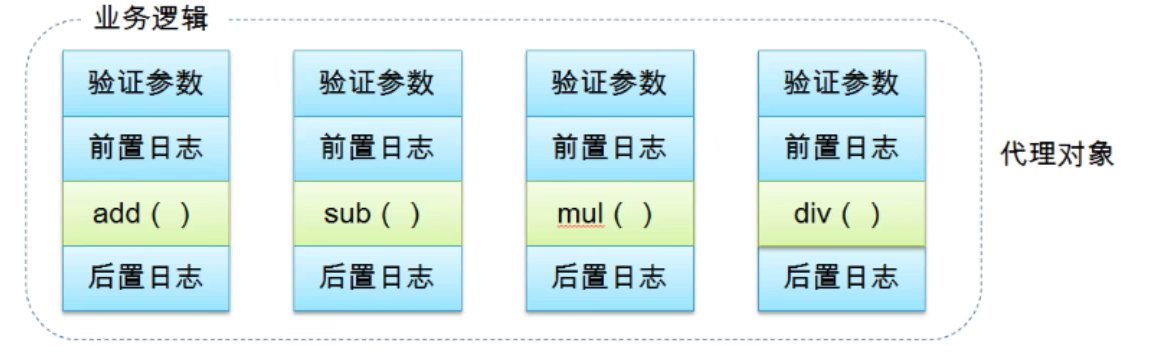 业务逻辑
验证参数 验证参数 验证参数 验证参数
前置日志 前置日志 前置日志 前置日志
代理对象
add（ ） sub（ ） mul（ ） div（ ）
后置日志 后置日志 后置日志 后置日志